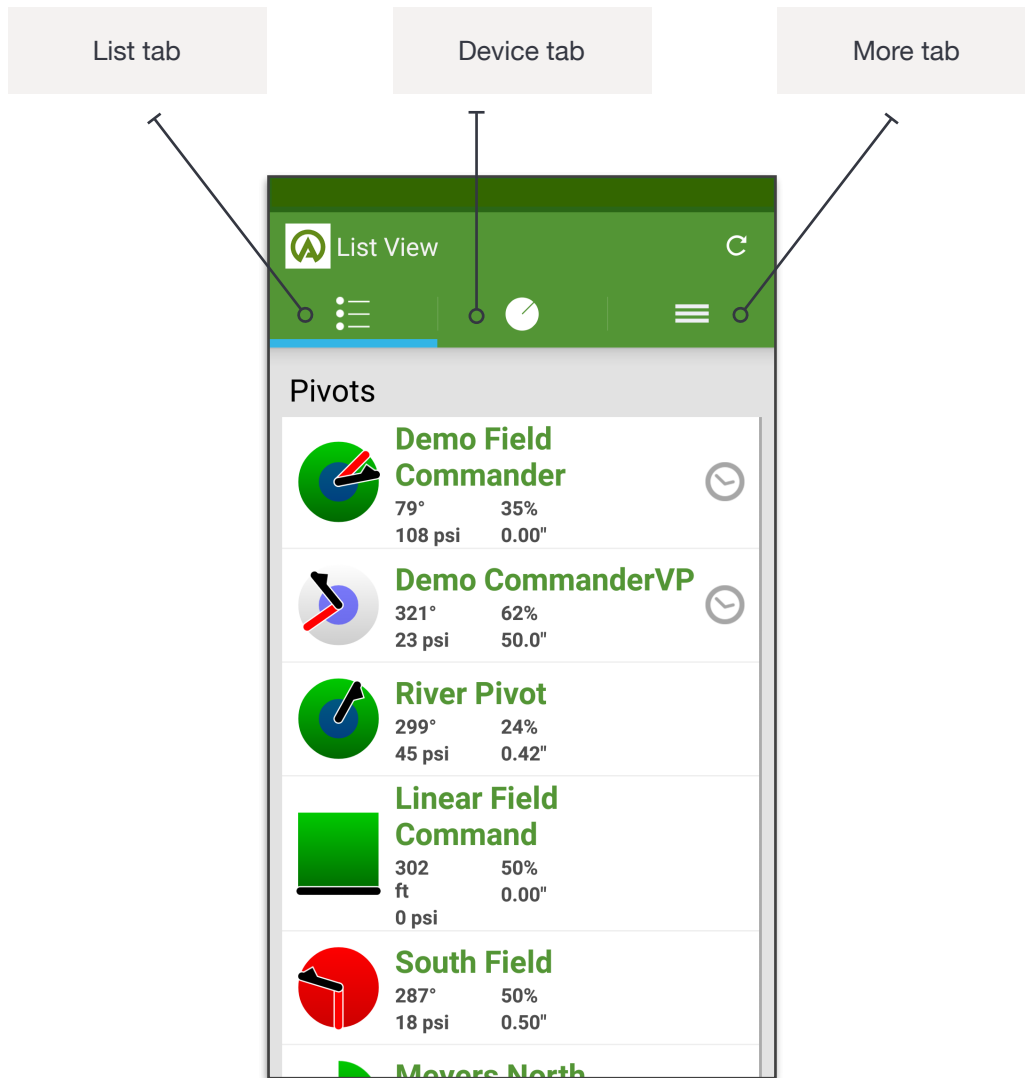 List tab
Device tab
More tab
List View
Pivots
Demo Field
Commander
79° 35%
108 psi 0.00"
Demo CommanderVP
321° 62%
23 psi 50.0"
River Pivot
299° 24%
45 psi 0.42"
Linear Field
Command
302 50%
ft 0.00"
0 psi
South Field
287° 50%
18 psi 0.50"
Meyers North